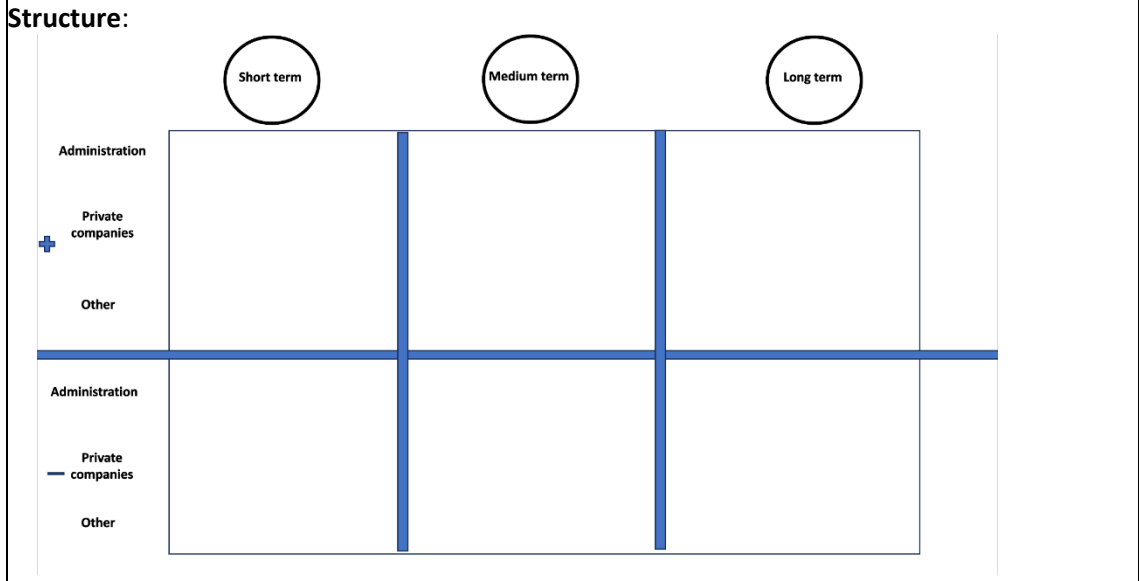 Structure:
Short term
Medium term
Long term
Administration
Private
companies
Other
Administration
Private
companies
Other